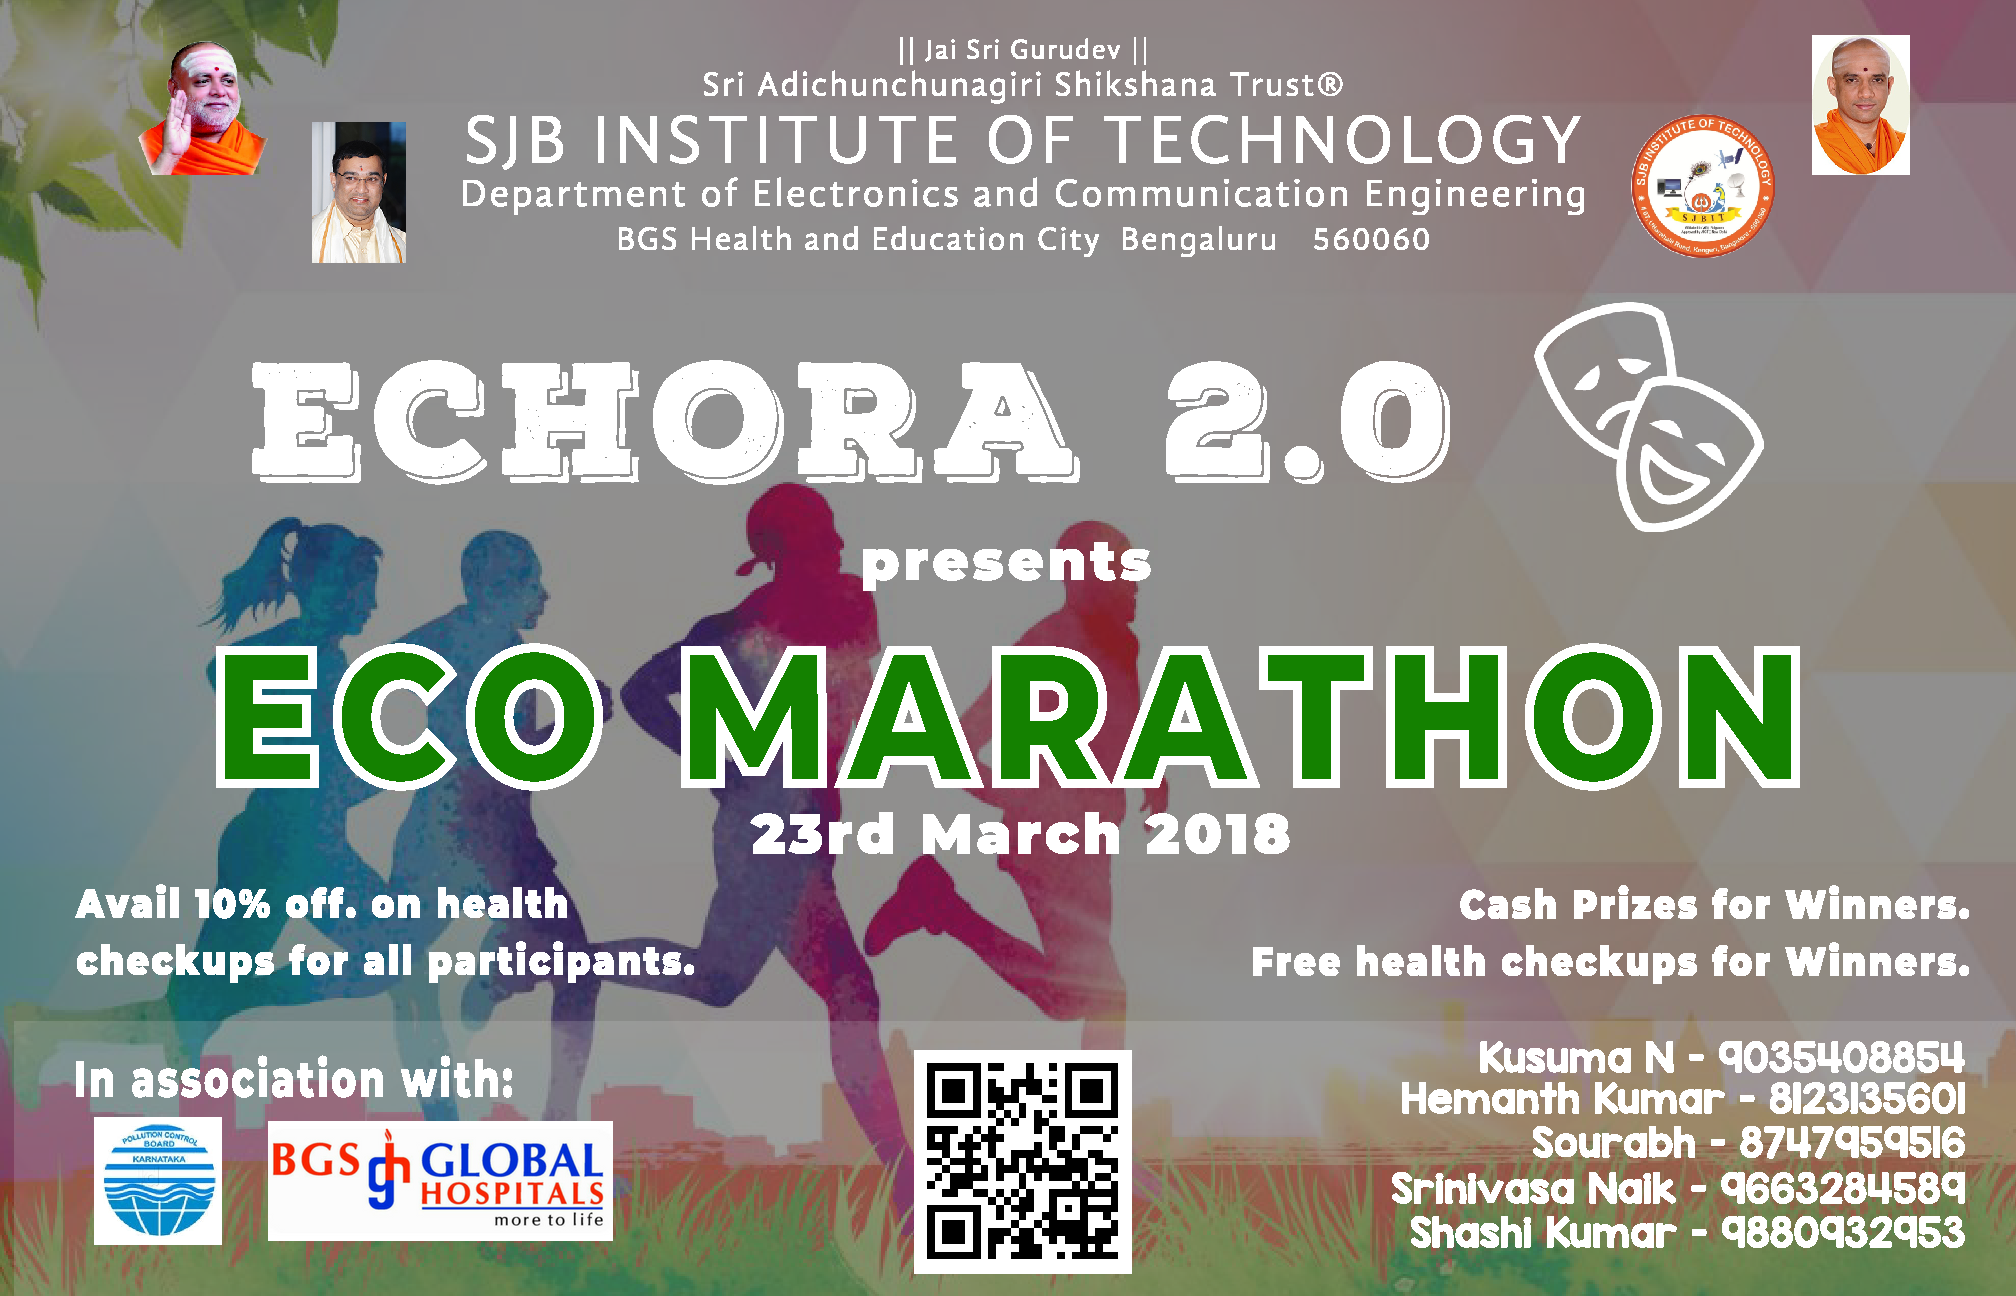 || Jai Sri Gurudev ||
Sri Adichunchunagiri Shikshana Trust®
SJB INSTITUTE OF TECHNOLOGY
Department of Electronics and Communication Engineering
BGS Health and Education City Bengaluru 560060
SJB INSTITUTE OF TECHNOLOGY
SJBIT
ECHORA 2.0
presents
ECO MARATHON
23rd March 2018
Avail 10% off. on health
checkups for all participants.
Cash Prizes for Winners.
Free health checkups for Winners.
In association with:
POLLUTION CONTROL
BOARD
KARNATAKA
BGS gh GLOBAL
HOSPITALS
more to life
Kusuma N - 9035408854
Hemanth Kumar - 8123135601
Sourabh - 8747959516
Srinivasa Naik - 9663284589
Shashi Kumar - 9880932953